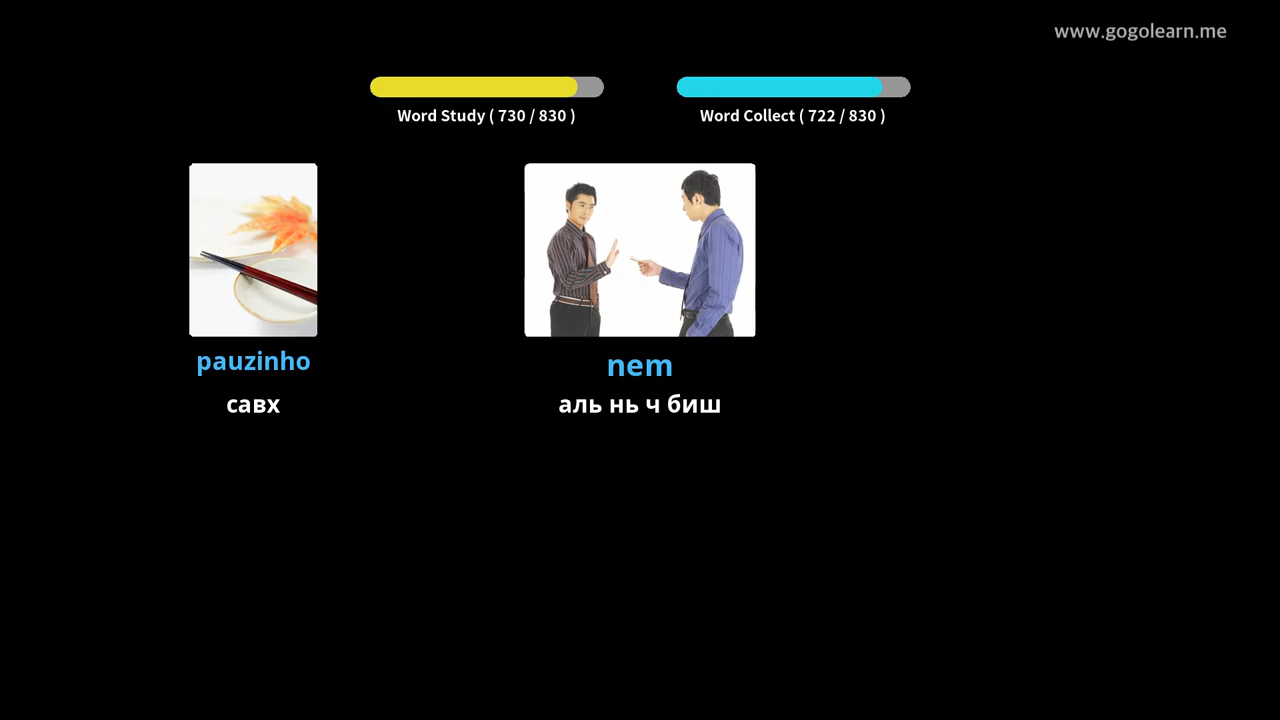 www.gogolearn.me
Word Study ( 730 / 830 )
Word Collect ( 722 / 830 )
pauzinho
савх
nem
аль нь ч биш